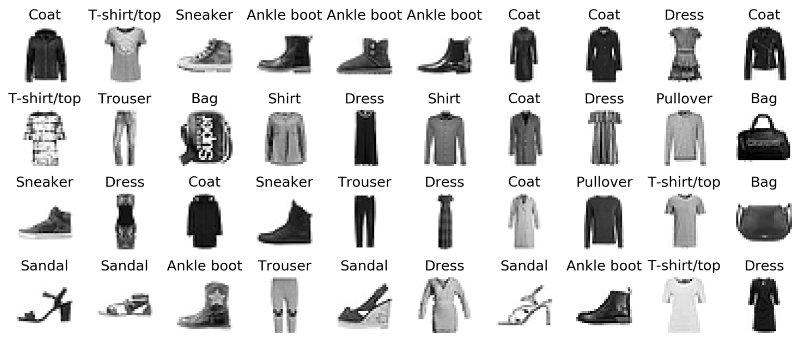 Coat T-shirt/top Sneaker Ankle boot Ankle boot Ankle boot Coat Coat Dress Coat
T-shirt/top Trouser Bag Shirt Dress Shirt Coat Dress Pullover Bag
Super
Sneaker Dress Coat Sneaker Trouser Dress Coat Pullover T-shirt/top Bag
Sandal Sandal Ankle boot Trouser Sandal Dress Sandal Ankle boot T-shirt/top Dress